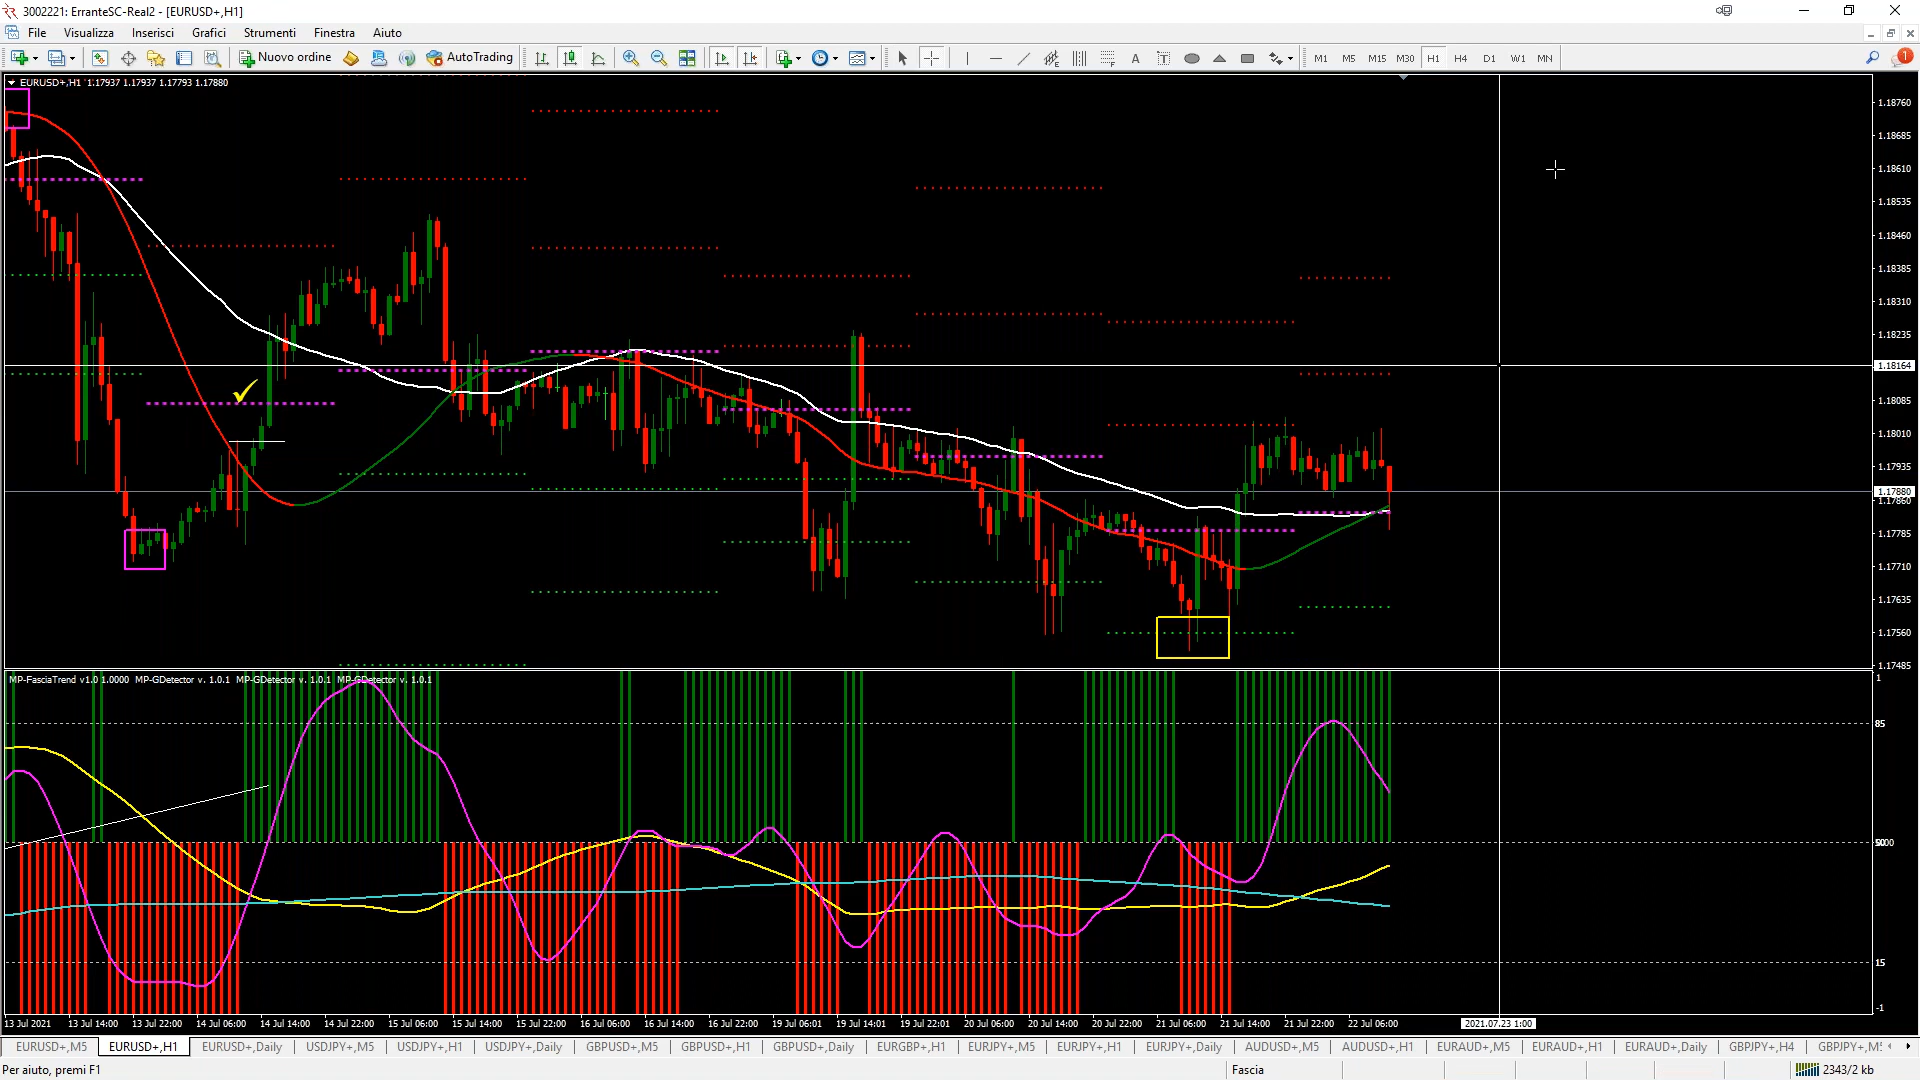 3002221: ErranteSC-Real2 - [EURUSD+,H1]
File Visualizza Inserisci Grafici Strumenti Finestra Aiuto
Nuovo ordine AutoTrading M1 M5 M15 M30 H1 H4 D1 W1 MN 1
EURUSD+,H1 1.17937 1.17937 1.17793 1.17880
1.18760
1.18685
1.18610
1.18535
1.18460
1.18385
1.18310
1.18235
1.18164
1.18085
1.18010
1.17935
1.17880
1.17860
1.17785
1.17710
1.17635
1.17560
1.17485
MP-FasciaTrend v1.0 1.0000 MP-GDetector v. 1.0.1 MP-GDetector v. 1.0.1 MP-GDetector v. 1.0.1
1
85
15
-1
13 Jul 2021 13 Jul 14:00 13 Jul 22:00 14 Jul 06:00 14 Jul 14:00 14 Jul 22:00 15 Jul 06:00 15 Jul 14:00 15 Jul 22:00 16 Jul 06:00 16 Jul 14:00 16 Jul 22:00 19 Jul 06:01 19 Jul 14:01 19 Jul 22:01 20 Jul 06:00 20 Jul 14:00 20 Jul 22:00 21 Jul 06:00 21 Jul 14:00 21 Jul 22:00 22 Jul 06:00 2021.07.23 1:00
EURUSD+,M5 EURUSD+,H1 EURUSD+,Daily USDJPY+,M5 USDJPY+,H1 USDJPY+,Daily GBPUSD+,M5 GBPUSD+,H1 GBPUSD+,Daily EURGBP+,H1 EURJPY+,M5 EURJPY+,H1 EURJPY+,Daily AUDUSD+,M5 AUDUSD+,H1 EURAUD+,M5 EURAUD+,H1 EURAUD+,Daily GBPJPY+,H4 GBPJPY+,M5
Per aiuto, premi F1 Fascia 2343/2 kb